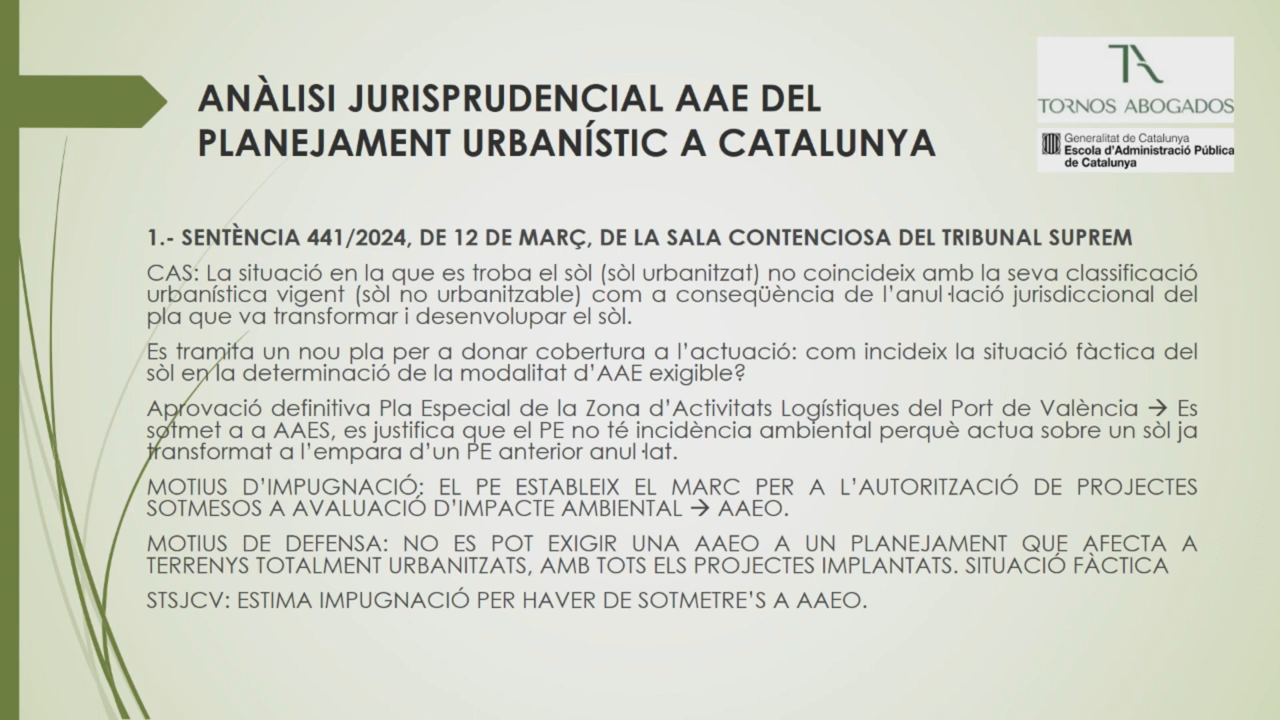 ANÀLISI JURISPRUDENCIAL AAE DEL
PLANEJAMENT URBANÍSTIC A CATALUNYA
TA
TORNOS ABOGADOS
Generalitat de Catalunya
Escola d'Administració Pública
de Catalunya
1.- SENTÈNCIA 441/2024, DE 12 DE MARÇ, DE LA SALA CONTENCIOSA DEL TRIBUNAL SUPREM
CAS: La situació en la que es troba el sòl (sòl urbanitzat) no coincideix amb la seva classificació
urbanística vigent (sòl no urbanitzable) com a conseqüència de l'anul·lació jurisdiccional del
pla que va transformar i desenvolupar el sòl.
Es tramita un nou pla per a donar cobertura a l'actuació: com incideix la situació fàctica del
sòl en la determinació de la modalitat d'AAE exigible?
Aprovació definitiva Pla Especial de la Zona d'Activitats Logístiques del Port de València → Es
sotmet a a AAES, es justifica que el PE no té incidència ambiental perquè actua sobre un sòl ja
transformat a l'empara d'un PE anterior anul·lat.
MOTIUS D'IMPUGNACIÓ: EL PE ESTABLEIX EL MARC PER A L'AUTORITZACIÓ DE PROJECTES
SOTMESOS A AVALUACIÓ D'IMPACTE AMBIENTAL → AAEO.
MOTIUS DE DEFENSA: NO ES POT EXIGIR UNA AAEO A UN PLANEJAMENT QUE AFECTA A
TERRENYS TOTALMENT URBANITZATS, AMB TOTS ELS PROJECTES IMPLANTATS. SITUACIÓ FÀCTICA
STSJCV: ESTIMA IMPUGNACIÓ PER HAVER DE SOTMETRE'S A AAEO.